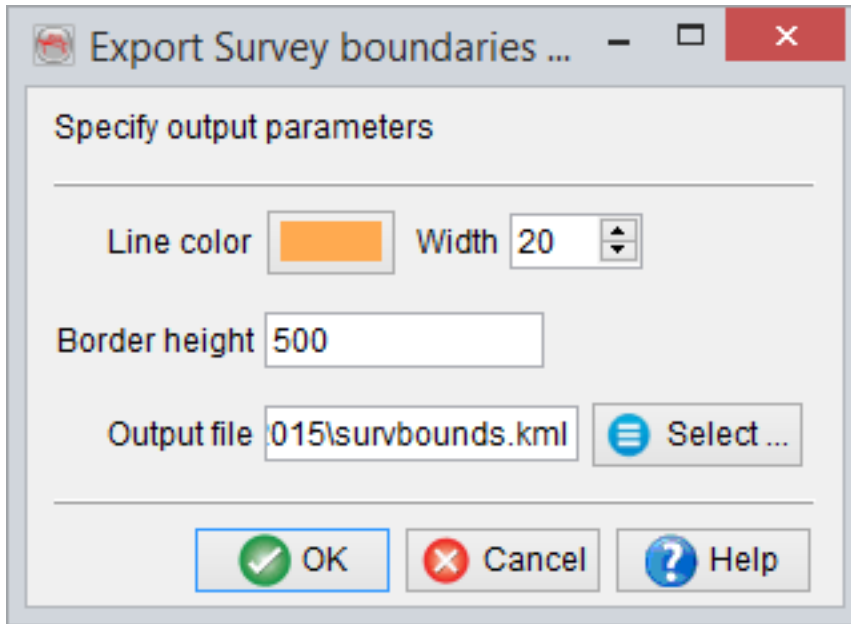 Export Survey boundaries ...
Specify output parameters
Line color Width 20
Border height 500
Output file 015\survbounds.kml Select ...
OK Cancel Help